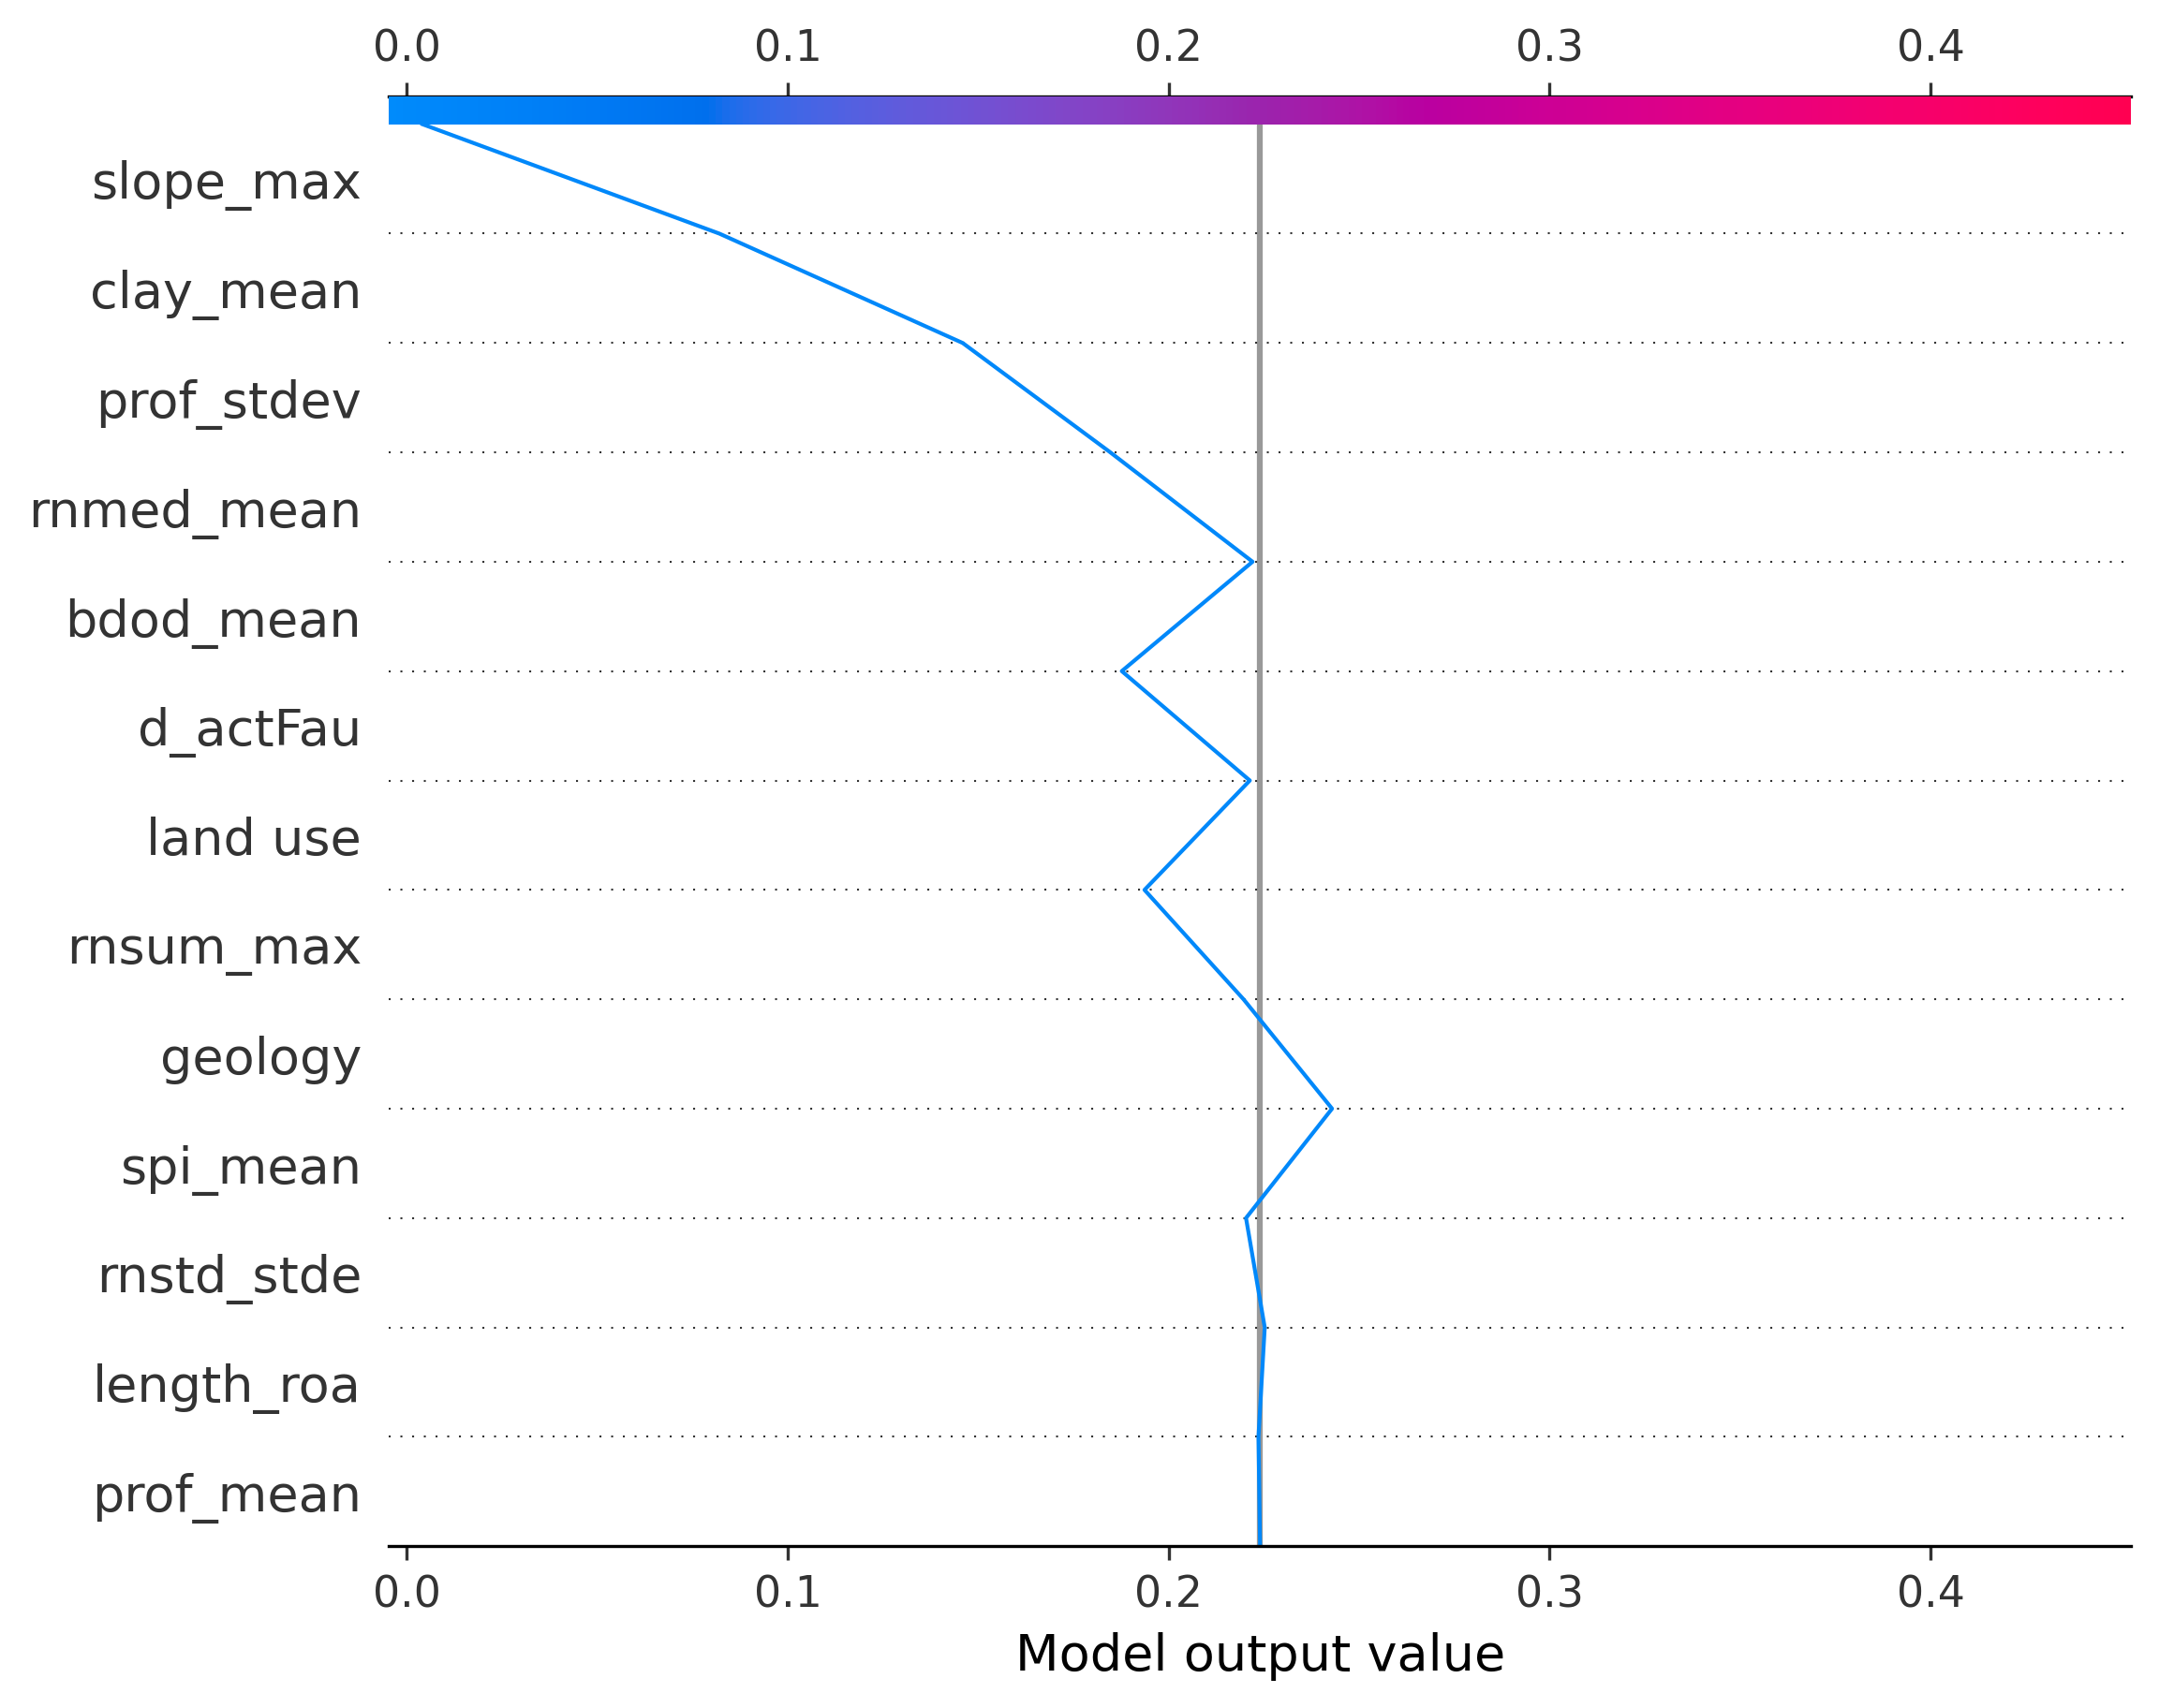 0.0 0.1 0.2 0.3 0.4
slope_max
clay_mean
prof_stdev
rnmed_mean
bdod_mean
d_actFau
land use
rnsum_max
geology
spi_mean
rnstd_stde
length_roa
prof_mean
0.0 0.1 0.2 0.3 0.4
Model output value